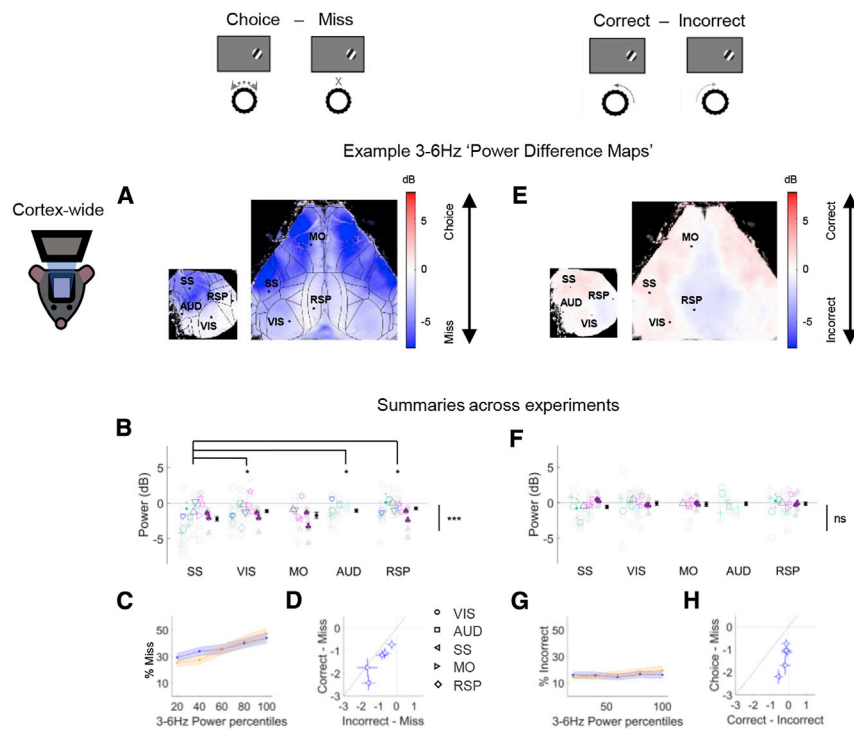 Choice – Miss
Correct – Incorrect
X
Example 3-6Hz 'Power Difference Maps'
Cortex-wide
A
SS
AUD
RSP
VIS
MO
SS
RSP
VIS
dB
5
0
-5
Choice
Miss
E
SS
AUD
RSP
VIS
MO
SS
RSP
VIS
dB
5
0
-5
Correct
Incorrect
Summaries across experiments
B
Power (dB)
5
0
-5
* * *
***
SS VIS MO AUD RSP
F
Power (dB)
5
0
-5
ns
SS VIS MO AUD RSP
C
% Miss
50
30
10
20 40 60 80 100
3-6Hz Power percentiles
D
Correct - Miss
0
-1
-2
-3
-3 -2 -1 0 1
Incorrect - Miss
VIS
AUD
SS
MO
RSP
G
% Incorrect
50
30
10
50 100
3-6Hz Power percentiles
H
Choice - Miss
0
-1
-2
-3
-3 -2 -1 0 1
Correct - Incorrect